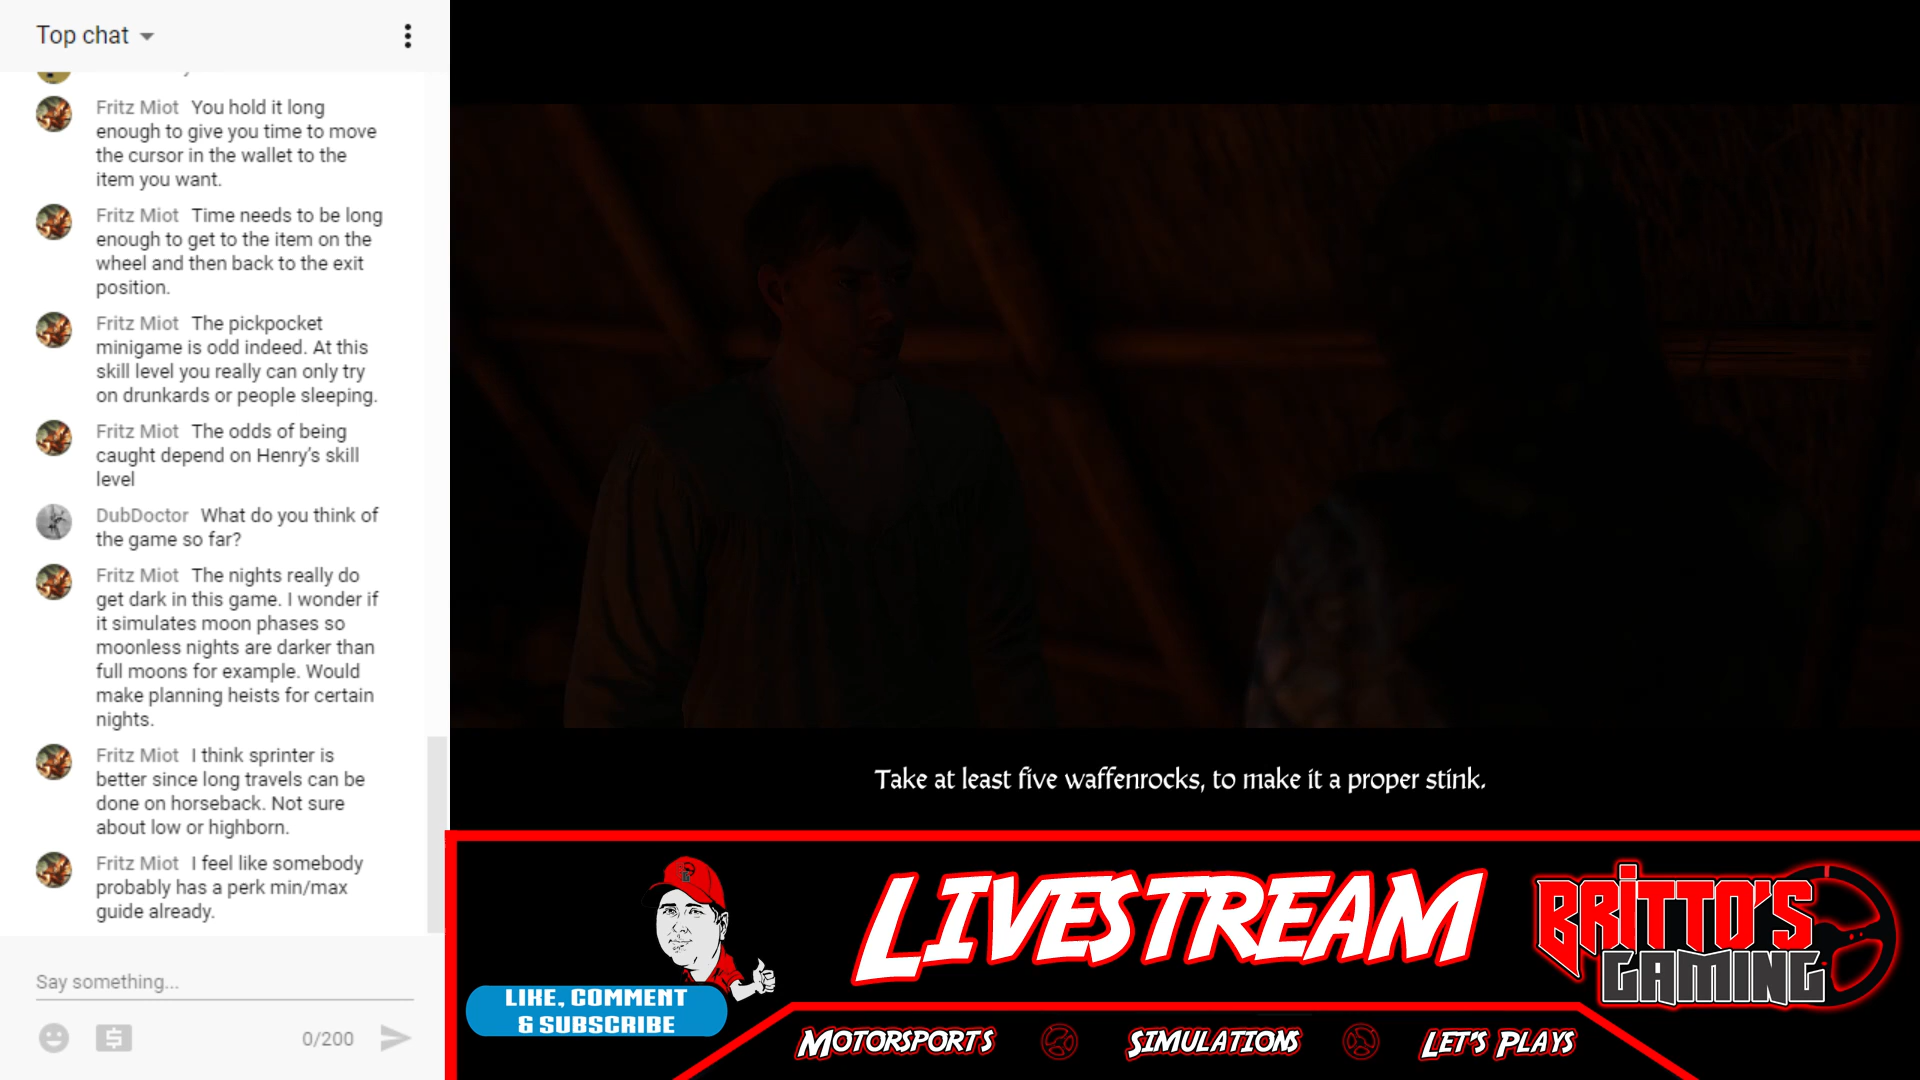 Top chat
Fritz Miot You hold it long
enough to give you time to move
the cursor in the wallet to the
item you want.
Fritz Miot Time needs to be long
enough to get to the item on the
wheel and then back to the exit
position.
Fritz Miot The pickpocket
minigame is odd indeed. At this
skill level you really can only try
on drunkards or people sleeping.
Fritz Miot The odds of being
caught depend on Henry's skill
level
DubDoctor What do you think of
the game so far?
Fritz Miot The nights really do
get dark in this game. I wonder if
it simulates moon phases so
moonless nights are darker than
full moons for example. Would
make planning heists for certain
nights.
Fritz Miot I think sprinter is
better since long travels can be
done on horseback. Not sure
about low or highborn.
Fritz Miot I feel like somebody
probably has a perk min/max
guide already.
Say something...
0/200
Take at least five waffenrocks, to make it a proper stink.
LIKE, COMMENT
& SUBSCRIBE
LIVESTREAM
BRITTO'S
GAMING
MOTORSPORTS
SIMULATIONS
LET'S PLAYS